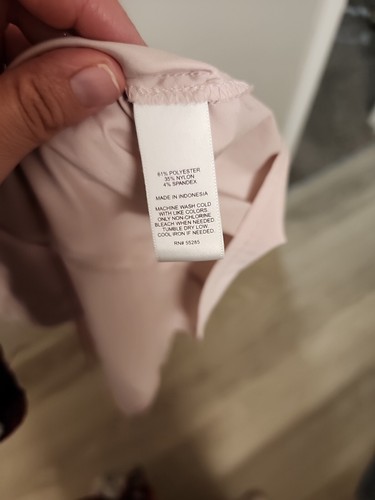 61% POLYESTER
35% NYLON
4% SPANDEX
MADE IN INDONESIA
MACHINE WASH COLD
WITH LIKE COLORS.
ONLY NON-CHLORINE
BLEACH WHEN NEEDED.
TUMBLE DRY LOW.
COOL IRON IF NEEDED.
RN# 55285